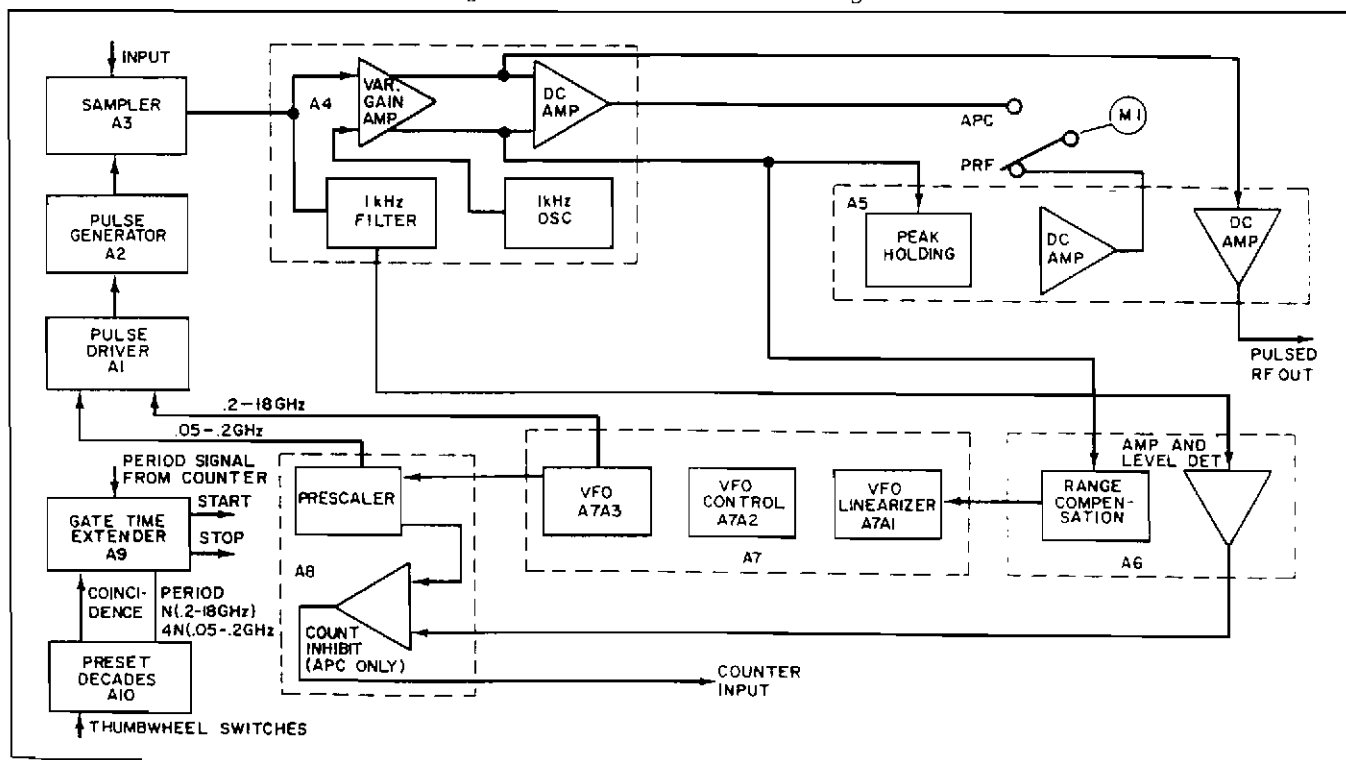 INPUT
SAMPLER
A3
A4
VAR.
GAIN
AMP
DC
AMP
1kHz
FILTER
1kHz
OSC
APC
M1
PRF
A5
PEAK
HOLDING
DC
AMP
DC
AMP
PULSED
RF OUT
PULSE
GENERATOR
A2
PULSE
DRIVER
A1
.2-18GHz
.05-.2GHz
PERIOD SIGNAL
FROM COUNTER
START
GATE TIME
EXTENDER
A9
STOP
COINCI-
DENCE
PERIOD
N(.2-18GHz)
4N(.05-.2GHz
PRESET
DECADES
A10
THUMBWHEEL SWITCHES
PRESCALER
A8
COUNT
INHIBIT
(APC ONLY)
VFO
A7A3
VFO
CONTROL
A7A2
VFO
LINEARIZER
A7A1
A7
AMP AND
LEVEL DET
RANGE
COMPEN-
SATION
A6
COUNTER
INPUT